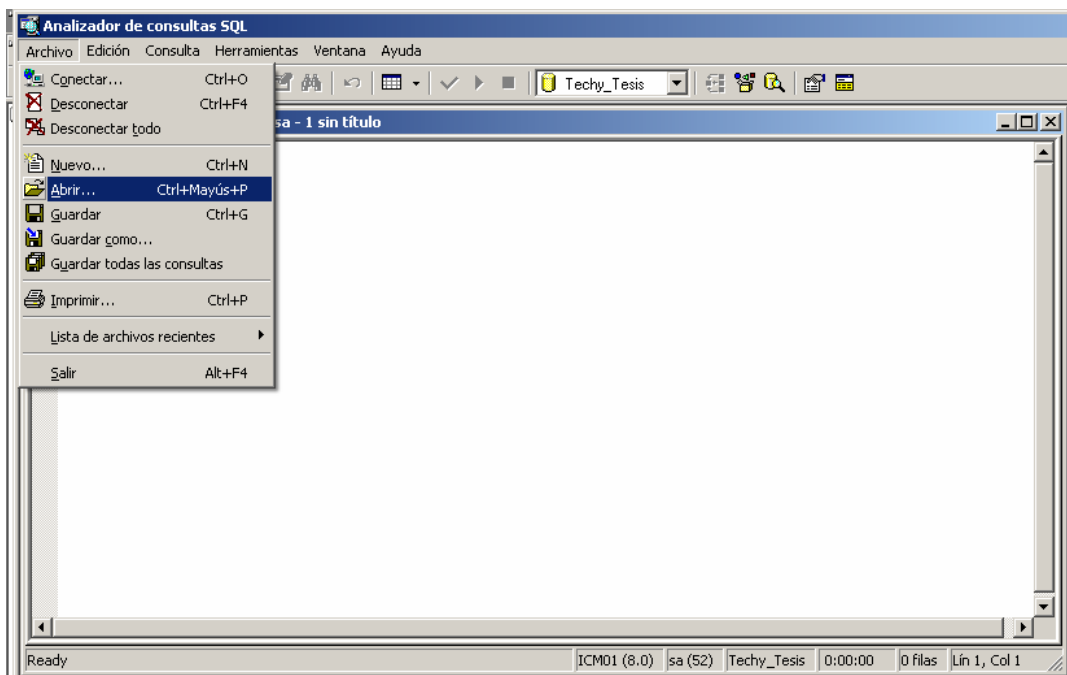 Analizador de consultas SQL
Archivo Edición Consulta Herramientas Ventana Ayuda
Techy_Tesis
sa - 1 sin título
Conectar... Ctrl+O
Desconectar Ctrl+F4
Desconectar todo
Nuevo... Ctrl+N
Abrir... Ctrl+Mayús+P
Guardar Ctrl+G
Guardar como...
Guardar todas las consultas
Imprimir... Ctrl+P
Lista de archivos recientes
Salir Alt+F4
Ready ICM01 (8.0) sa (52) Techy_Tesis 0:00:00 0 filas Lín 1, Col 1